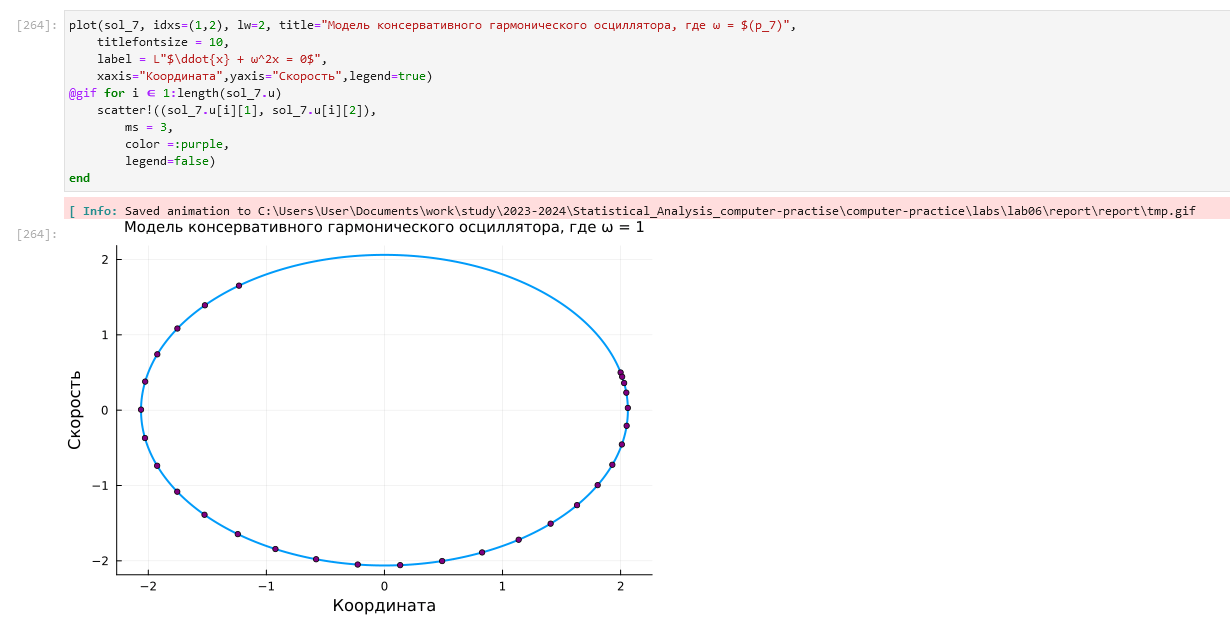 [264]: plot(sol_7, idxs=(1,2), lw=2, title="Модель консервативного гармонического осциллятора, где ω = $(p_7)",
titlefontsize = 10,
label = L"$\ddot{x} + ω^2x = 0$",
xaxis="Координата",yaxis="Скорость",legend=true)
@gif for i ∈ 1:length(sol_7.u)
scatter!((sol_7.u[i][1], sol_7.u[i][2]),
ms = 3,
color =:purple,
legend=false)
end
[ Info: Saved animation to C:\Users\User\Documents\work\study\2023-2024\Statistical_Analysis_computer-practise\computer-practice\labs\lab06\report\report\tmp.gif
[264]:
Модель консервативного гармонического осциллятора, где ω = 1
Скорость
2
1
0
−1
−2
−2 −1 0 1 2
Координата